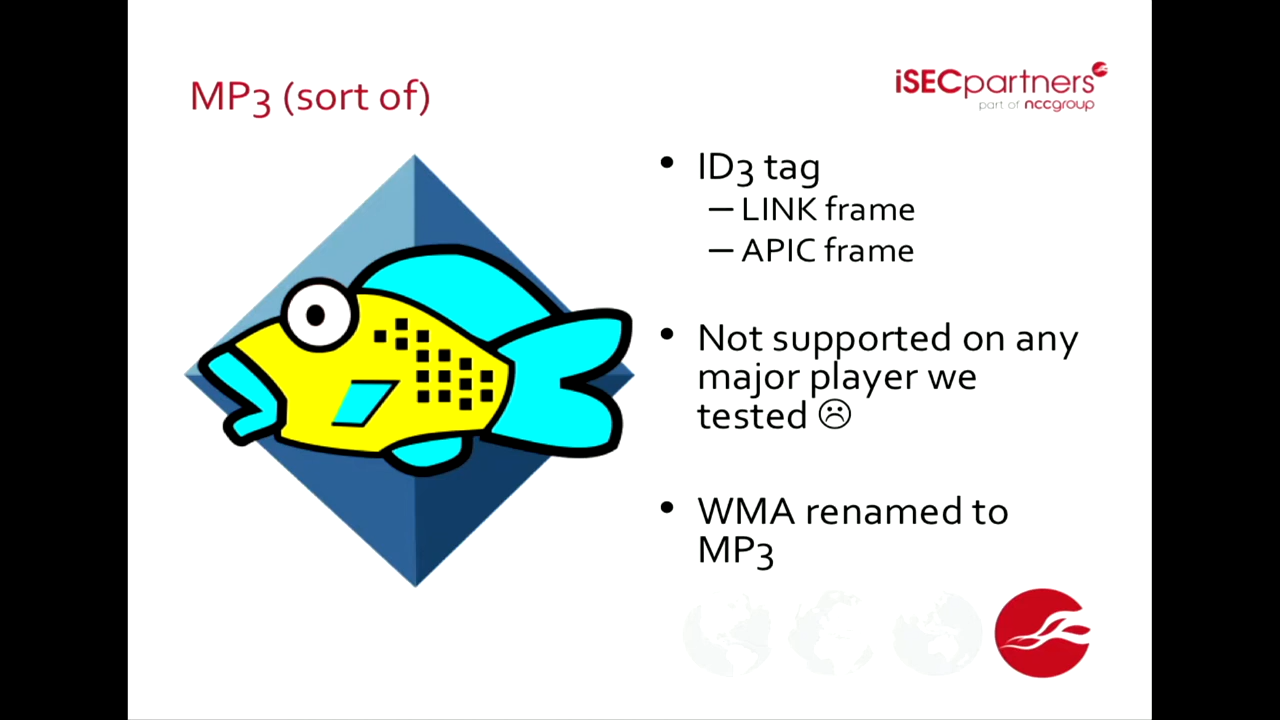 MP3 (sort of)
iSECpartners
part of nccgroup
• ID3 tag
– LINK frame
– APIC frame
• Not supported on any
major player we
tested ☹
• WMA renamed to
MP3